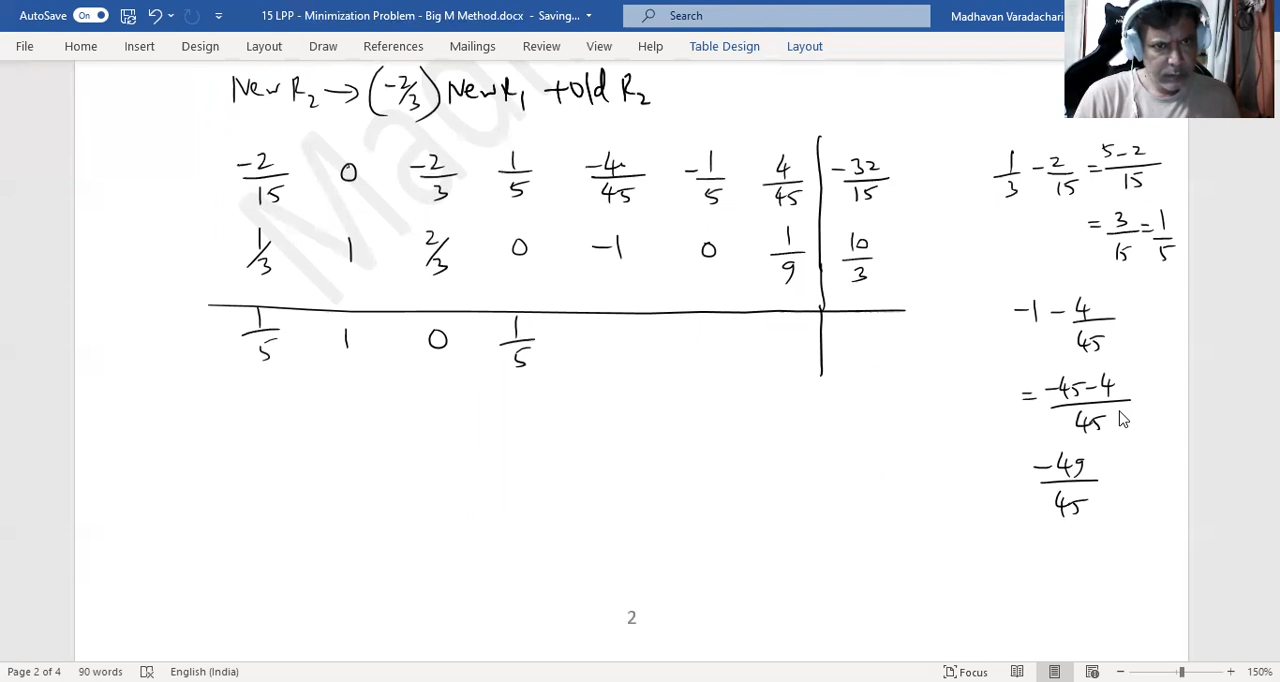 AutoSave On 15 LPP - Minimization Problem - Big M Method.docx - Saving... Search Madhavan Varadachari
File Home Insert Design Layout References Mailings Review View Help Table Design Layout
New R₂ → (-2/3) New R₁ + Old R₂
-2/15 0 -2/3 1/5 -4/45 -1/5 4/45 -32/15
1/3 1 2/3 0 -1 0 1/9 10/3
1/5 1 0 1/5
1/3 - 2/15 = 5-2/15
= 3/15 = 1/5
-1 - 4/45
= -45-4/45
-49/45
2
Page 2 of 4 90 words English (India) Focus 150%